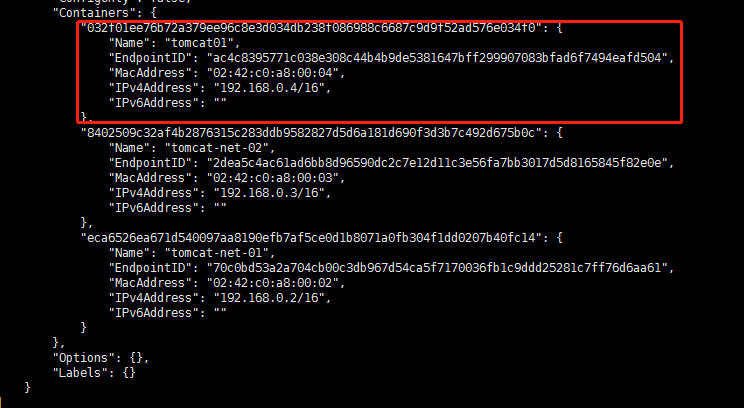 "Containers": {
"032f01ee76b72a379ee96c8e3d034db238f086988c6687c9d9f52ad576e034f0": {
"Name": "tomcat01",
"EndpointID": "ac4c8395771c038e308c44b4b9de5381647bff299907083bfad6f7494eafd504",
"MacAddress": "02:42:c0:a8:00:04",
"IPv4Address": "192.168.0.4/16",
"IPv6Address": ""
},
"8402509c32af4b2876315c283ddb9582827d5d6a181d690f3d3b7c492d675b0c": {
"Name": "tomcat-net-02",
"EndpointID": "2dea5c4ac61ad6bb8d96590dc2c7e12d11c3e56fa7bb3017d5d8165845f82e0e",
"MacAddress": "02:42:c0:a8:00:03",
"IPv4Address": "192.168.0.3/16",
"IPv6Address": ""
},
"eca6526ea671d540097aa8190efb7af5ce0d1b8071a0fb304f1dd0207b40fc14": {
"Name": "tomcat-net-01",
"EndpointID": "70c0bd53a2a704cb00c3db967d54ca5f7170036fb1c9ddd25281c7ff76d6aa61",
"MacAddress": "02:42:c0:a8:00:02",
"IPv4Address": "192.168.0.2/16",
"IPv6Address": ""
}
},
"Options": {},
"Labels": {}
}